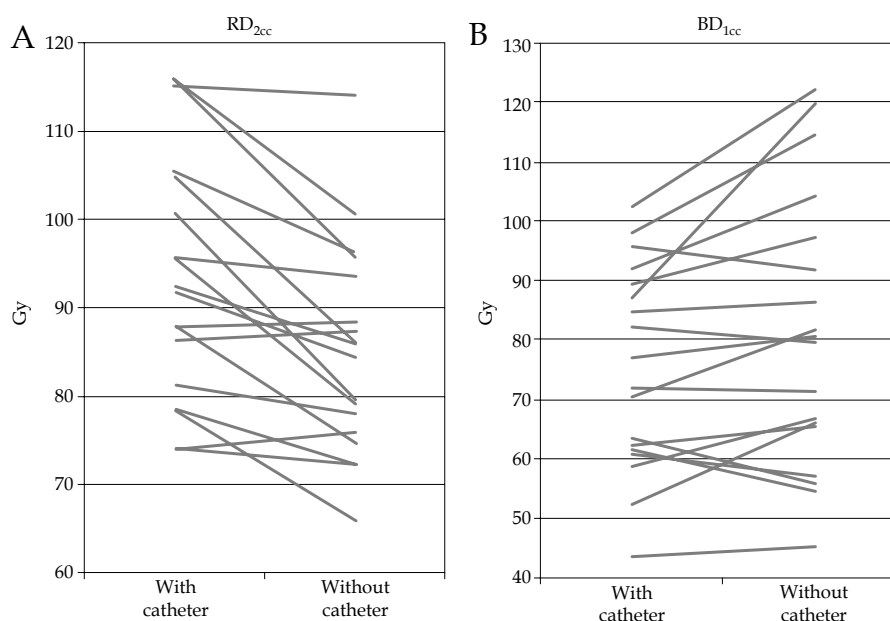 A
RD2cc
Gy
120
110
100
90
80
70
60
With
catheter
Without
catheter
B
BD1cc
Gy
130
120
110
100
90
80
70
60
50
40
With
catheter
Without
catheter